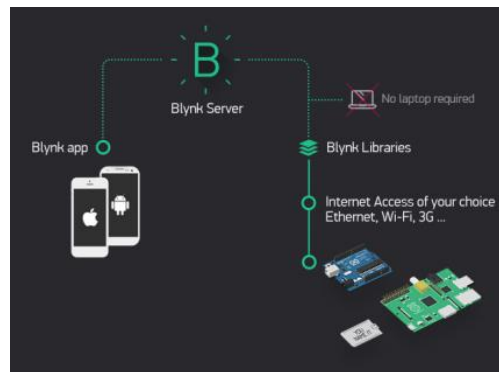 B
Blynk Server
No laptop required
Blynk app
Blynk Libraries
Internet Access of your choice
Ethernet, Wi-Fi, 3G ...